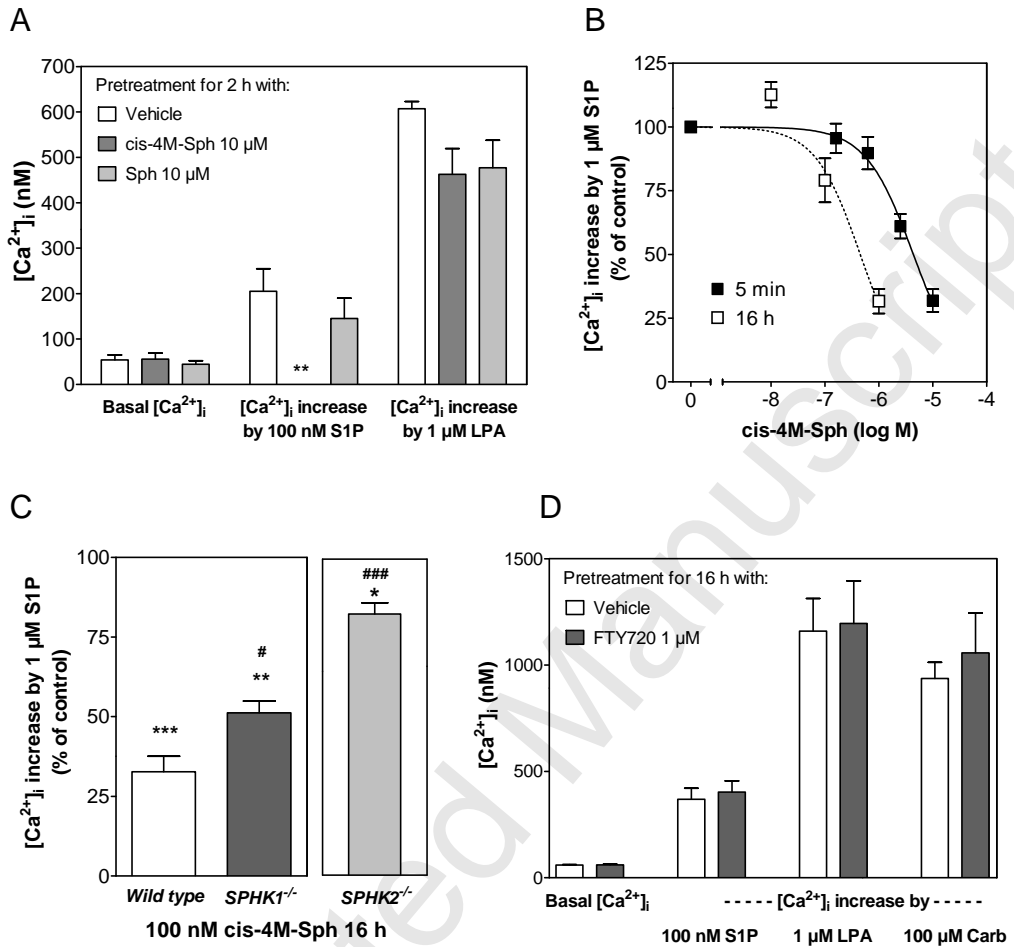 A
Pretreatment for 2 h with:
Vehicle
cis-4M-Sph 10 µM
Sph 10 µM
[Ca²⁺]ᵢ (nM)
700
600
500
400
300
200
100
0
**
Basal [Ca²⁺]ᵢ
[Ca²⁺]ᵢ increase
by 100 nM S1P
[Ca²⁺]ᵢ increase
by 1 µM LPA
B
[Ca²⁺]ᵢ increase by 1 µM S1P
(% of control)
125
100
75
50
25
0
5 min
16 h
0
-8
-7
-6
-5
-4
cis-4M-Sph (log M)
C
[Ca²⁺]ᵢ increase by 1 µM S1P
(% of control)
100
75
50
25
0
***
#
**
###
*
Wild type
SPHK1⁻/⁻
SPHK2⁻/⁻
100 nM cis-4M-Sph 16 h
D
Pretreatment for 16 h with:
Vehicle
FTY720 1 µM
[Ca²⁺]ᵢ (nM)
1500
1000
500
0
Basal [Ca²⁺]ᵢ
----- [Ca²⁺]ᵢ increase by -----
100 nM S1P
1 µM LPA
100 µM Carb
ted Manuscript